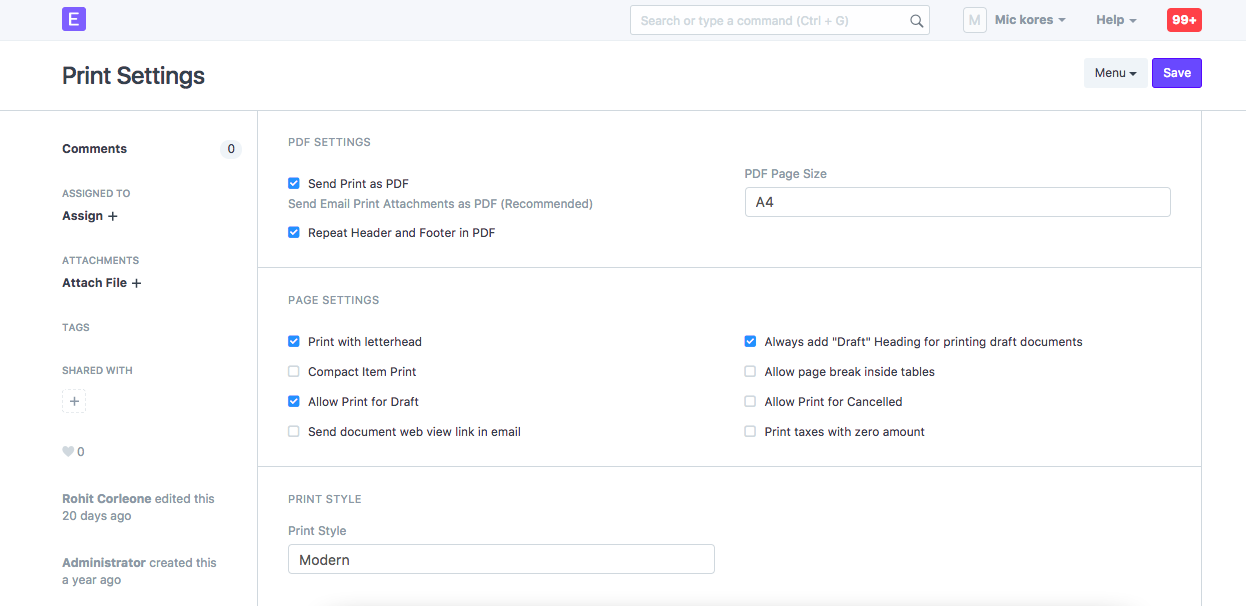 E
Search or type a command (Ctrl + G)
M
Mic kores
Help
99+
Print Settings
Menu
Save
Comments
0
ASSIGNED TO
Assign +
ATTACHMENTS
Attach File +
TAGS
SHARED WITH
+
0
Rohit Corleone edited this
20 days ago
Administrator created this
a year ago
PDF SETTINGS
Send Print as PDF
Send Email Print Attachments as PDF (Recommended)
Repeat Header and Footer in PDF
PDF Page Size
A4
PAGE SETTINGS
Print with letterhead
Compact Item Print
Allow Print for Draft
Send document web view link in email
Always add "Draft" Heading for printing draft documents
Allow page break inside tables
Allow Print for Cancelled
Print taxes with zero amount
PRINT STYLE
Print Style
Modern